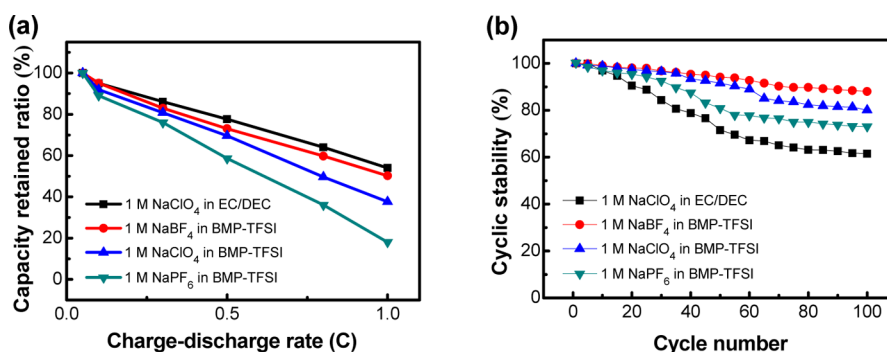 (a)
Capacity retained ratio (%)
100
80
60
40
20
0
1 M NaClO4 in EC/DEC
1 M NaBF4 in BMP-TFSI
1 M NaClO4 in BMP-TFSI
1 M NaPF6 in BMP-TFSI
0.0 0.5 1.0
Charge-discharge rate (C)
(b)
Cyclic stability (%)
100
80
60
40
20
0
1 M NaClO4 in EC/DEC
1 M NaBF4 in BMP-TFSI
1 M NaClO4 in BMP-TFSI
1 M NaPF6 in BMP-TFSI
0 20 40 60 80 100
Cycle number